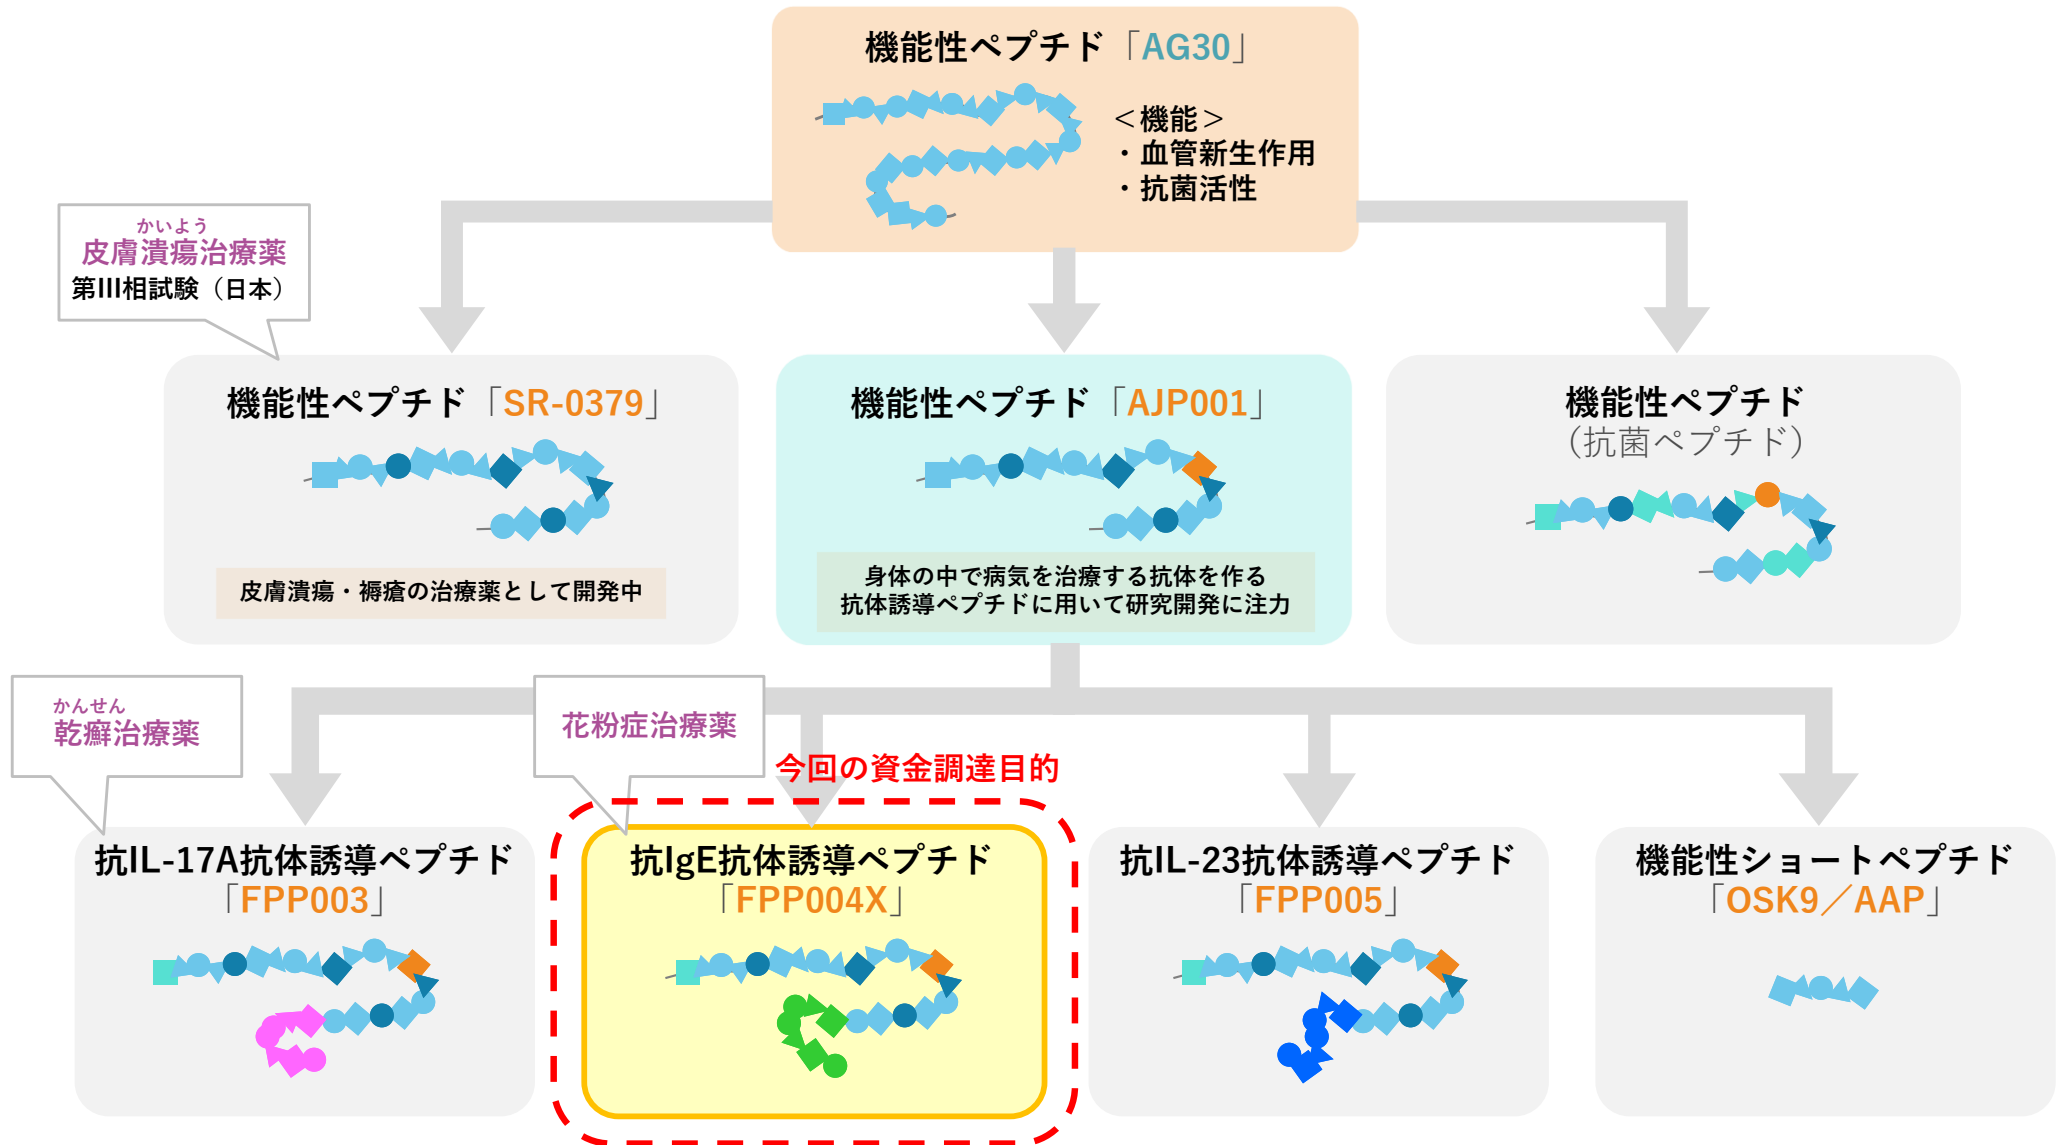 機能性ペプチド「AG30」
＜機能＞
・血管新生作用
・抗菌活性
かいよう
皮膚潰瘍治療薬
第III相試験（日本）
機能性ペプチド「SR-0379」
皮膚潰瘍・褥瘡の治療薬として開発中
機能性ペプチド「AJP001」
身体の中で病気を治療する抗体を作る
抗体誘導ペプチドに用いて研究開発に注力
機能性ペプチド
（抗菌ペプチド）
かんせん
乾癬治療薬
花粉症治療薬
今回の資金調達目的
抗IL-17A抗体誘導ペプチド
「FPP003」
抗IgE抗体誘導ペプチド
「FPP004X」
抗IL-23抗体誘導ペプチド
「FPP005」
機能性ショートペプチド
「OSK9／AAP」